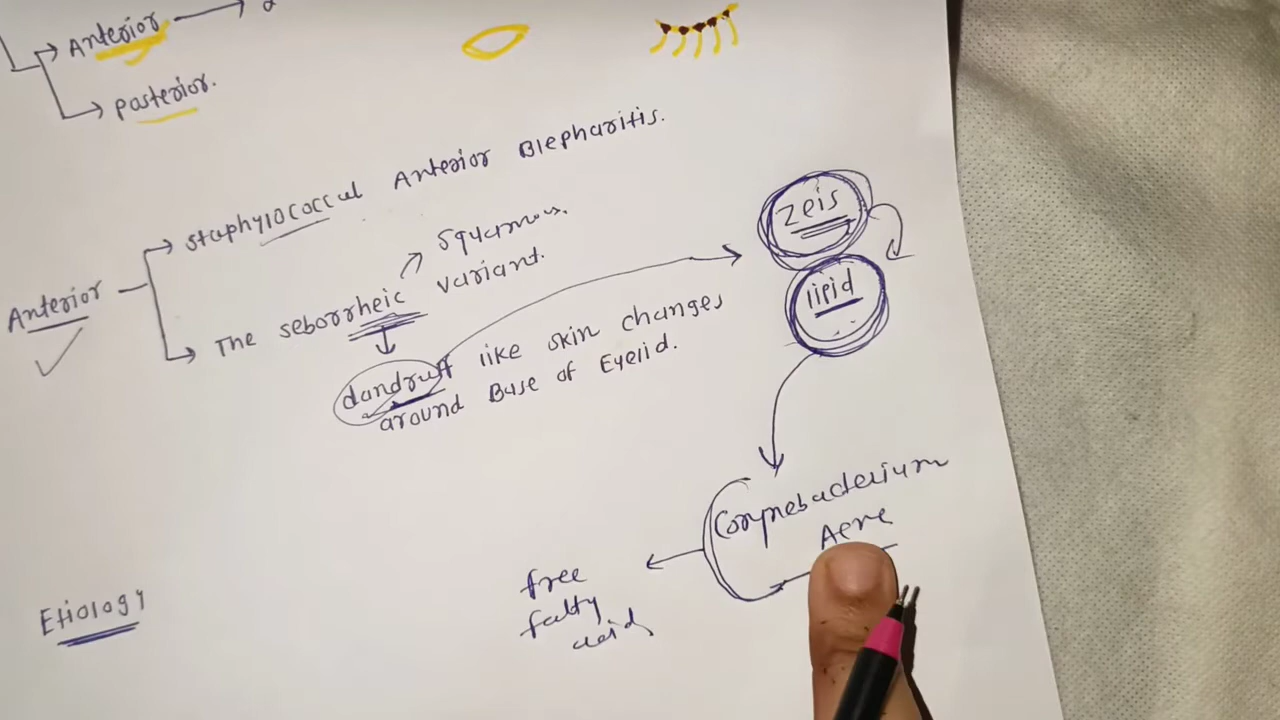 Anterior
Posterior.
Staphylococcal Anterior Blepharitis.
Squamous.
Anterior
The seborrheic variant.
dandruff like skin changes
around Base of Eyelid.
Zeis
lipid
Corynebacterium
Acne
free
fatty
acid
Etiology